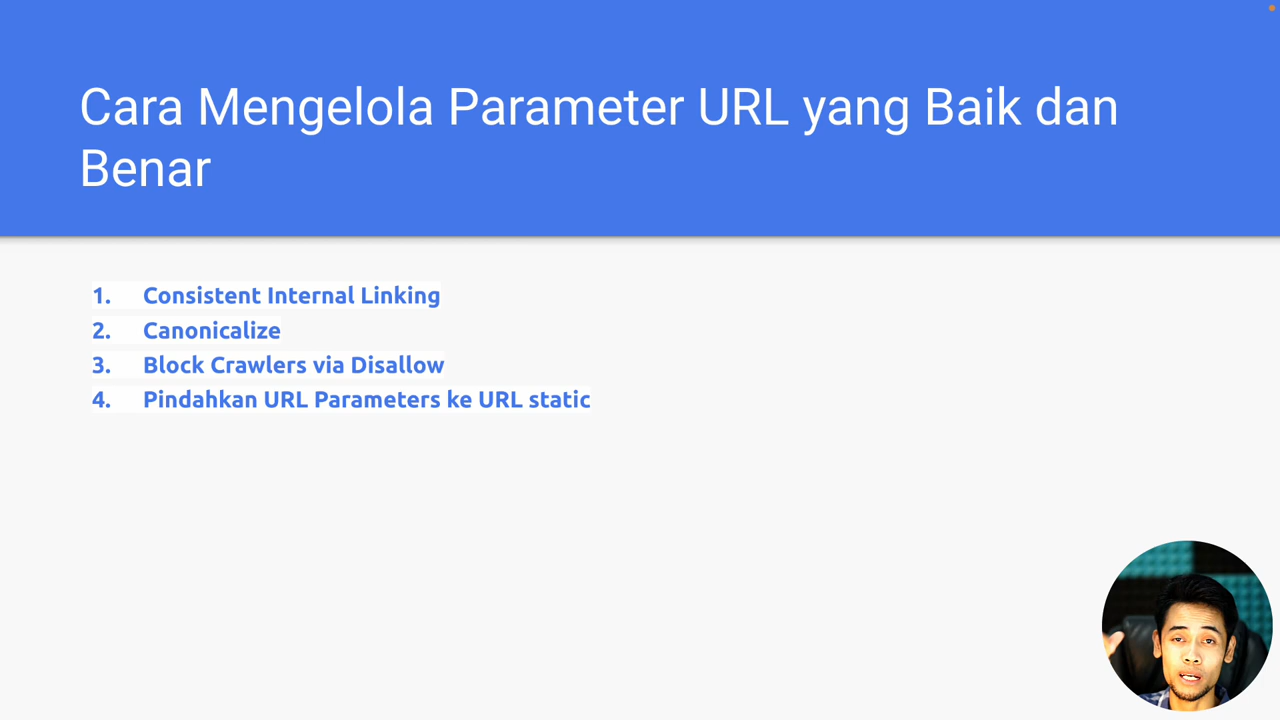 Cara Mengelola Parameter URL yang Baik dan
Benar
1. Consistent Internal Linking
2. Canonicalize
3. Block Crawlers via Disallow
4. Pindahkan URL Parameters ke URL static